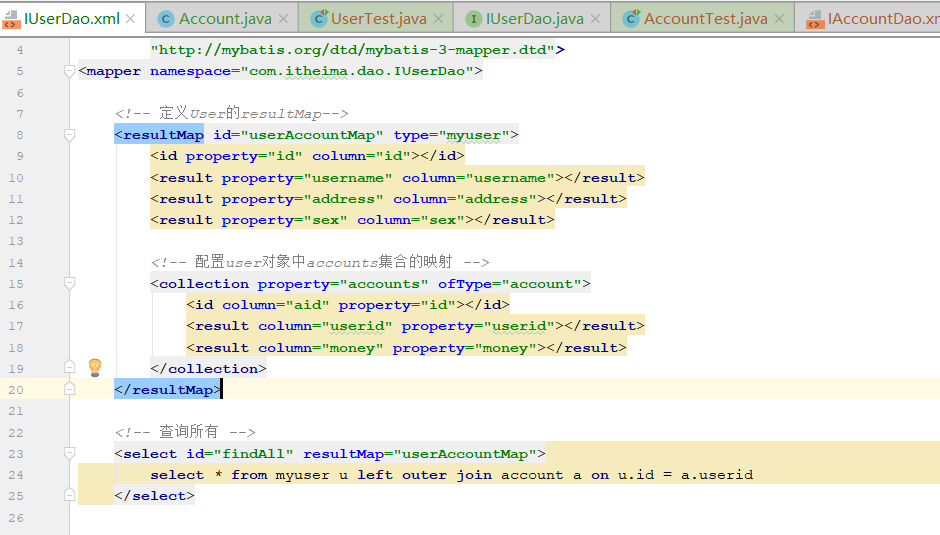 IUserDao.xml × Account.java × UserTest.java × IUserDao.java × AccountTest.java × IAccountDao.xm
4 "http://mybatis.org/dtd/mybatis-3-mapper.dtd">
5 <mapper namespace="com.itheima.dao.IUserDao">
6
7 <!-- 定义User的resultMap-->
8 <resultMap id="userAccountMap" type="myuser">
9 <id property="id" column="id"></id>
10 <result property="username" column="username"></result>
11 <result property="address" column="address"></result>
12 <result property="sex" column="sex"></result>
13
14 <!-- 配置user对象中accounts集合的映射 -->
15 <collection property="accounts" ofType="account">
16 <id column="aid" property="id"></id>
17 <result column="userid" property="userid"></result>
18 <result column="money" property="money"></result>
19 </collection>
20 </resultMap>
21
22 <!-- 查询所有 -->
23 <select id="findAll" resultMap="userAccountMap">
24 select * from myuser u left outer join account a on u.id = a.userid
25 </select>
26